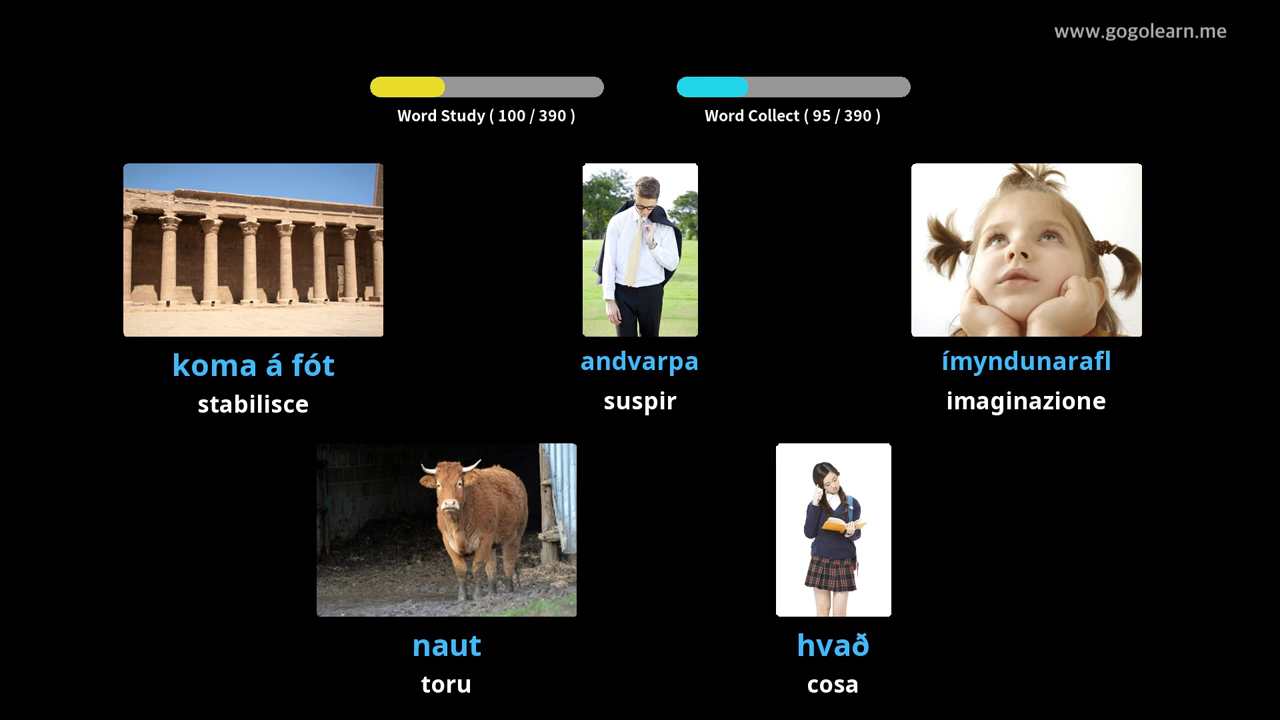 www.gogolearn.me
Word Study ( 100 / 390 )
Word Collect ( 95 / 390 )
koma á fót
stabilisce
andvarpa
suspir
ímyndunarafl
imaginazione
naut
toru
hvað
cosa